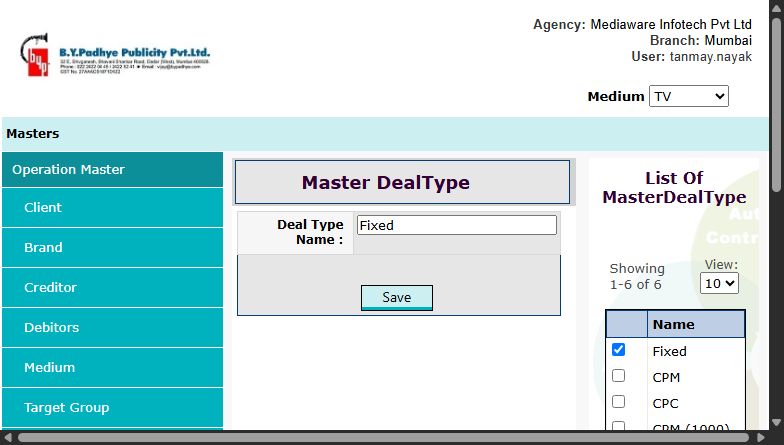 B.Y.Padhye Publicity Pvt.Ltd.
Agency: Mediaware Infotech Pvt Ltd
Branch: Mumbai
User: tanmay.nayak
Medium TV
Masters
Operation Master
Client
Brand
Creditor
Debitors
Medium
Target Group
Master DealType
Deal Type
Name :
Fixed
Save
List Of
MasterDealType
Showing
1-6 of 6
View:
10
Name
Fixed
CPM
CPC
CPM (1000)